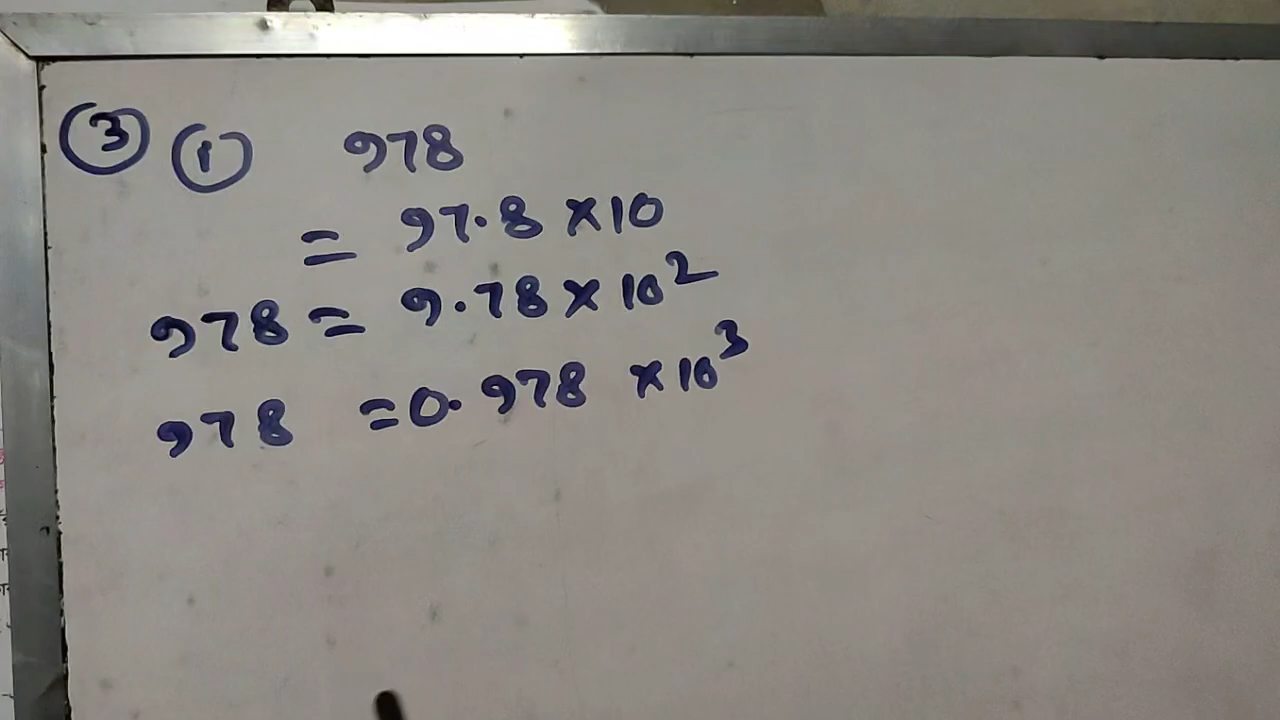 ③ ① 978
= 97.8 × 10
978 = 9.78 × 10²
978 = 0.978 × 10³